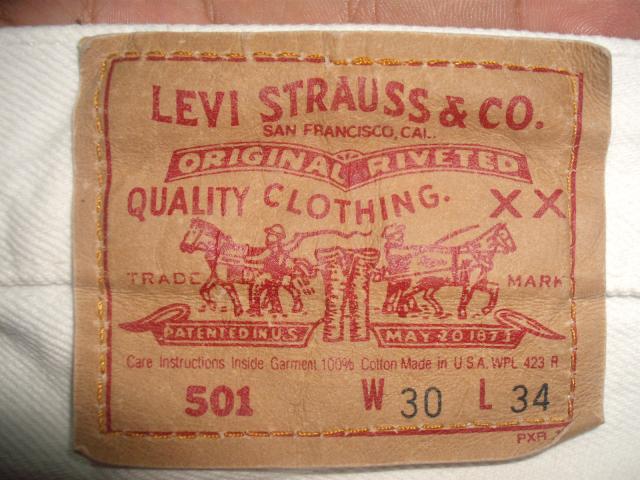 LEVI STRAUSS & CO.
SAN FRANCISCO, CAL.
ORIGINAL RIVETED
QUALITY CLOTHING. XX
TRADE MARK
PATENTED IN U.S. MAY 20 1873
Care Instructions Inside Garment 100% Cotton Made in U.S.A. WPL 423 R
501 W 30 L 34